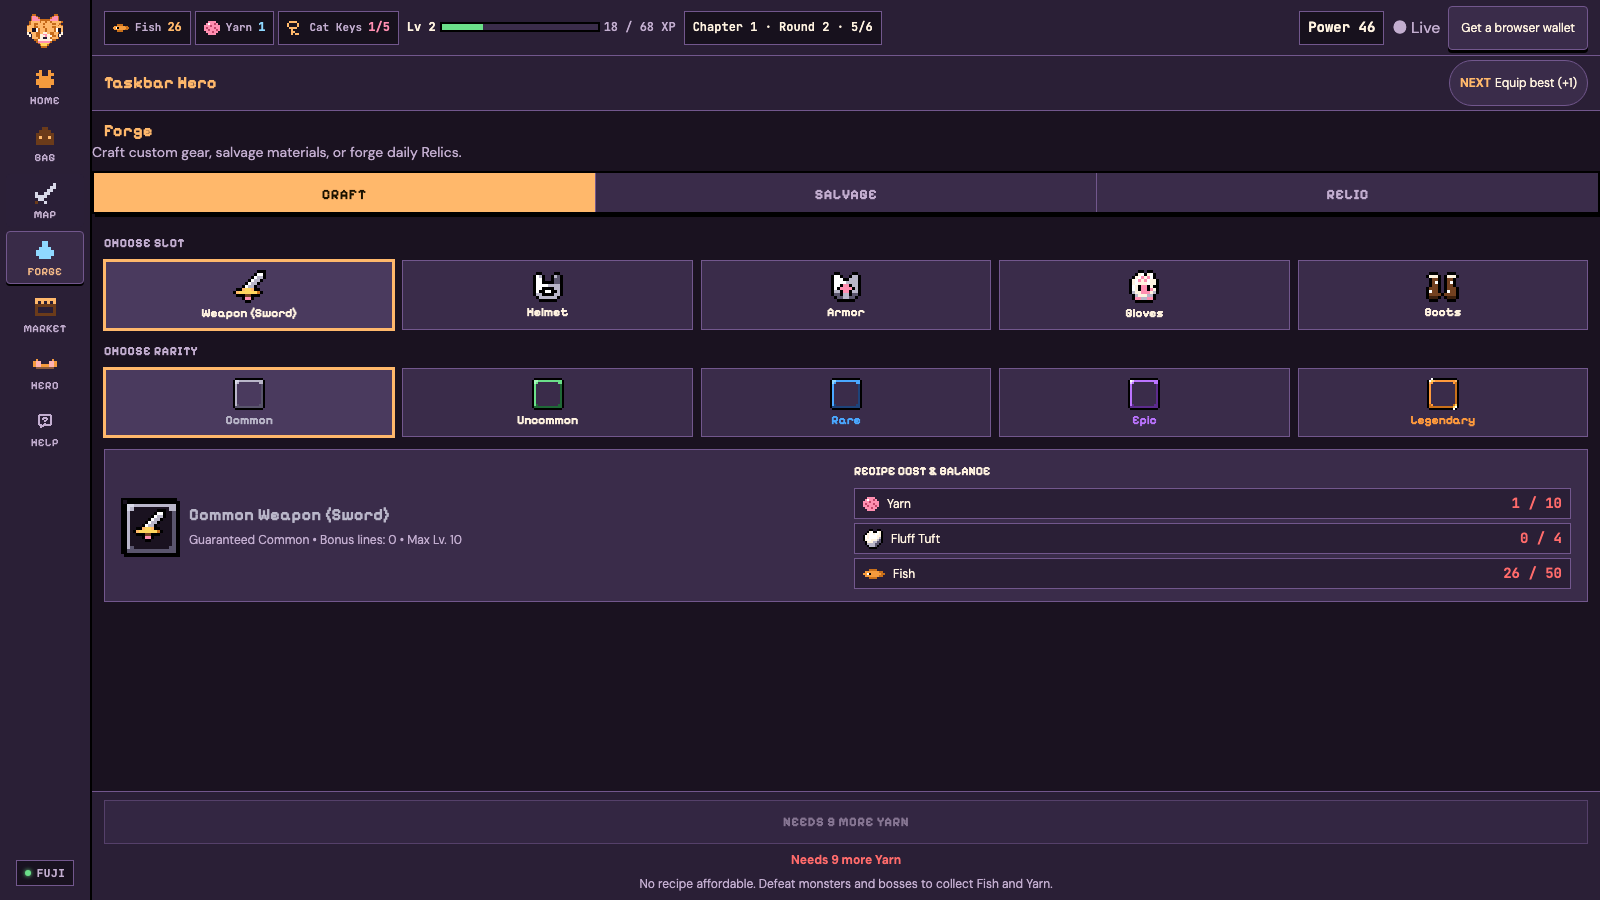 Fish 26
Yarn 1
Cat Keys 1/5
Lv 2
18 / 68 XP
Chapter 1 · Round 2 · 5/6
Power 46
Live
Get a browser wallet
HOME
BAG
MAP
FORGE
MARKET
HERO
HELP
FUJI
Taskbar Hero
NEXT Equip best (+1)
Forge
Craft custom gear, salvage materials, or forge daily Relics.
CRAFT
SALVAGE
RELIC
CHOOSE SLOT
Weapon (Sword)
Helmet
Armor
Gloves
Boots
CHOOSE RARITY
Common
Uncommon
Rare
Epic
Legendary
Common Weapon (Sword)
Guaranteed Common • Bonus lines: 0 • Max Lv. 10
RECIPE COST & BALANCE
Yarn 1 / 10
Fluff Tuft 0 / 4
Fish 26 / 50
NEEDS 9 MORE YARN
Needs 9 more Yarn
No recipe affordable. Defeat monsters and bosses to collect Fish and Yarn.